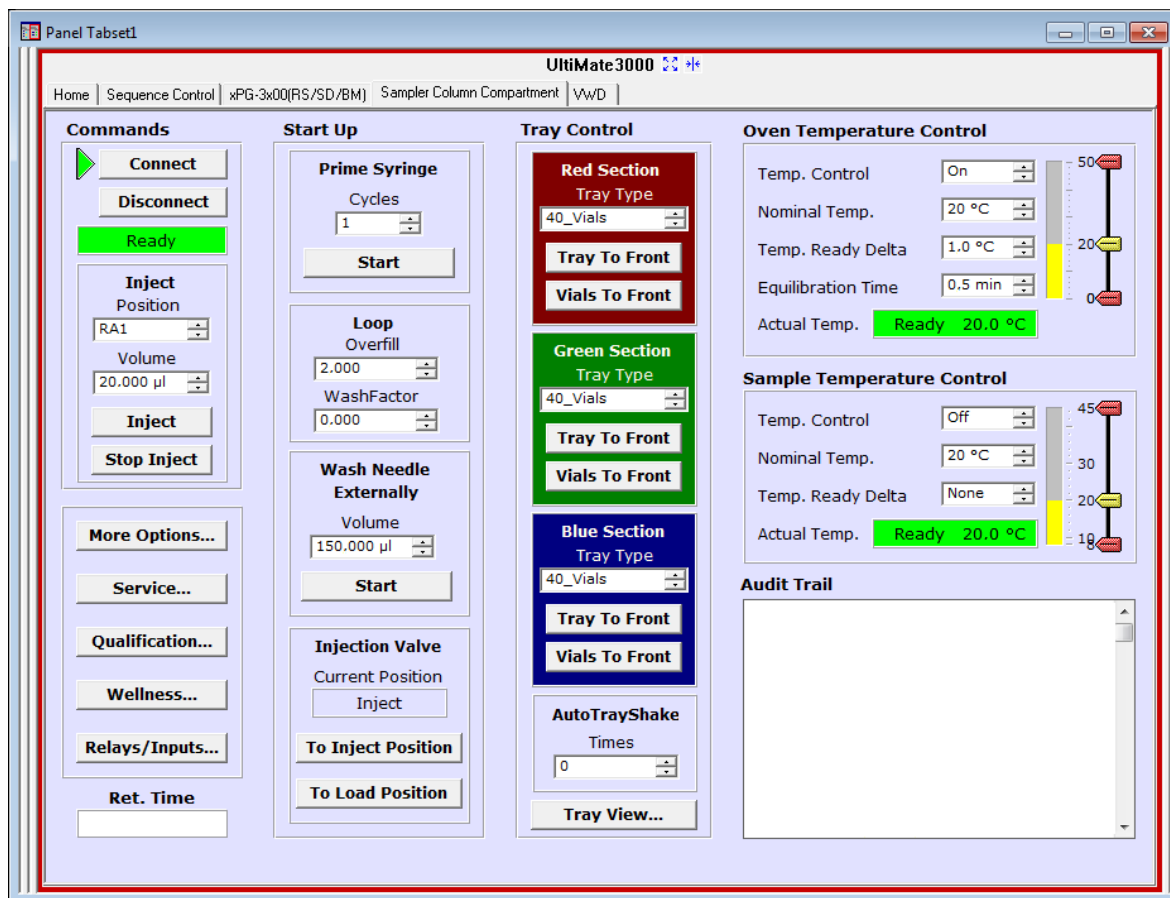 Panel Tabset1
UltiMate3000
Home
Sequence Control
xPG-3x00(RS/SD/BM)
Sampler Column Compartment
VWD
Commands
Connect
Disconnect
Ready
Inject
Position
RA1
Volume
20.000 µl
Inject
Stop Inject
More Options...
Service...
Qualification...
Wellness...
Relays/Inputs...
Ret. Time
Start Up
Prime Syringe
Cycles
1
Start
Loop
Overfill
2.000
WashFactor
0.000
Wash Needle
Externally
Volume
150.000 µl
Start
Injection Valve
Current Position
Inject
To Inject Position
To Load Position
Tray Control
Red Section
Tray Type
40_Vials
Tray To Front
Vials To Front
Green Section
Tray Type
40_Vials
Tray To Front
Vials To Front
Blue Section
Tray Type
40_Vials
Tray To Front
Vials To Front
AutoTrayShake
Times
0
Tray View...
Oven Temperature Control
Temp. Control On
Nominal Temp. 20 °C
Temp. Ready Delta 1.0 °C
Equilibration Time 0.5 min
Actual Temp. Ready 20.0 °C
50
20
0
Sample Temperature Control
Temp. Control Off
Nominal Temp. 20 °C
Temp. Ready Delta None
Actual Temp. Ready 20.0 °C
45
30
20
10
8
Audit Trail